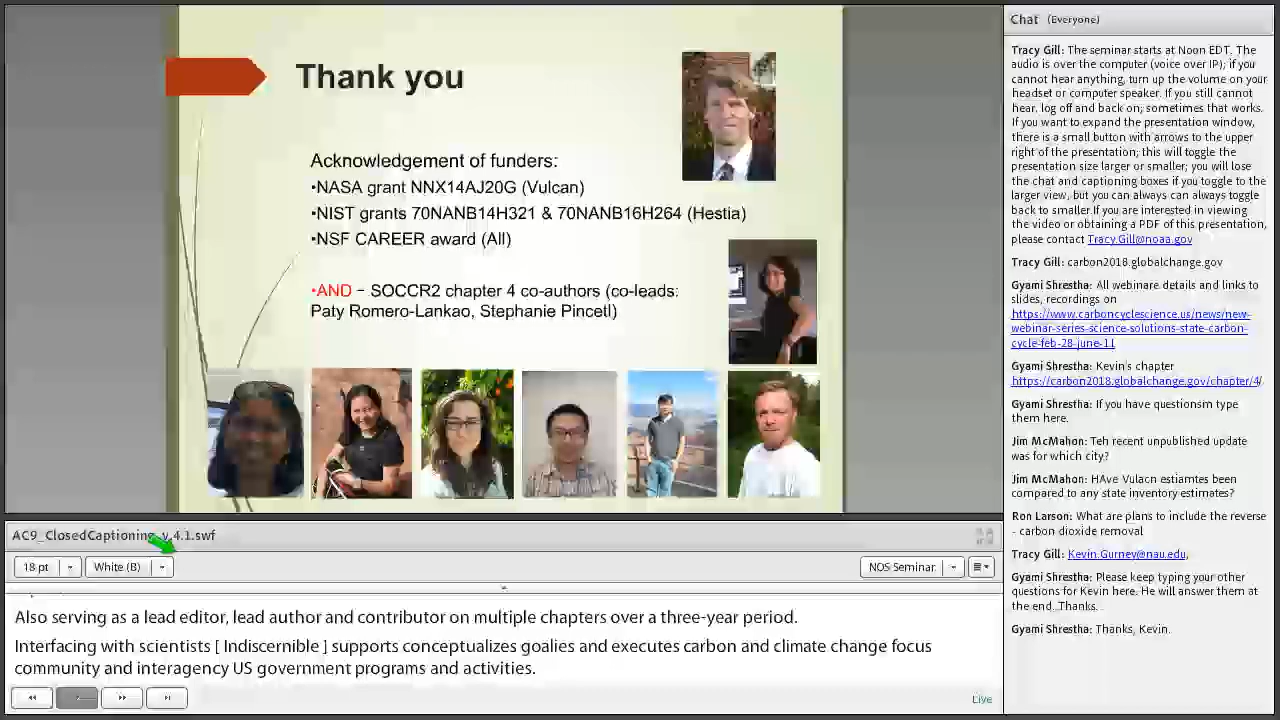 Thank you
Acknowledgement of funders:
•NASA grant NNX14AJ20G (Vulcan)
•NIST grants 70NANB14H321 & 70NANB16H264 (Hestia)
•NSF CAREER award (All)
•AND – SOCCR2 chapter 4 co-authors (co-leads:
Paty Romero-Lankao, Stephanie Pincetl)
AC9_ClosedCaptioning_v.4.1.swf
18 pt
White (B)
NOS Seminar
Also serving as a lead editor, lead author and contributor on multiple chapters over a three-year period.
Interfacing with scientists [ Indiscernible ] supports conceptualizes goalies and executes carbon and climate change focus
community and interagency US government programs and activities.
Live
Chat (Everyone)
Tracy Gill: The seminar starts at Noon EDT. The
audio is over the computer (voice over IP); if you
cannot hear anything, turn up the volume on your
headset or computer speaker. If you still cannot
hear, log off and back on; sometimes that works.
If you want to expand the presentation window,
there is a small button with arrows to the upper
right of the presentation; this will toggle the
presentation size larger or smaller; you will lose
the chat and captioning boxes if you toggle to the
larger view, but you can always can always toggle
back to smaller.If you are interested in viewing
the video or obtaining a PDF of this presentation,
please contact Tracy.Gill@noaa.gov
Tracy Gill: carbon2018.globalchange.gov
Gyami Shrestha: All webinare details and links to
slides, recordings on
https://www.carboncyclescience.us/news/new-
webinar-series-science-solutions-state-carbon-
cycle-feb-28-june-11
Gyami Shrestha: Kevin's chapter
https://carbon2018.globalchange.gov/chapter/4/
Gyami Shrestha: If you have questionsm type
them here.
Jim McMahon: Teh recent unpublished update
was for which city?
Jim McMahon: HAve Vulacn estiamtes been
compared to any state inventory estimates?
Ron Larson: What are plans to include the reverse
- carbon dioxide removal
Tracy Gill: Kevin.Gurney@nau.edu,
Gyami Shrestha: Please keep typing your other
questions for Kevin here. He will answer them at
the end. Thanks.
Gyami Shrestha: Thanks, Kevin.